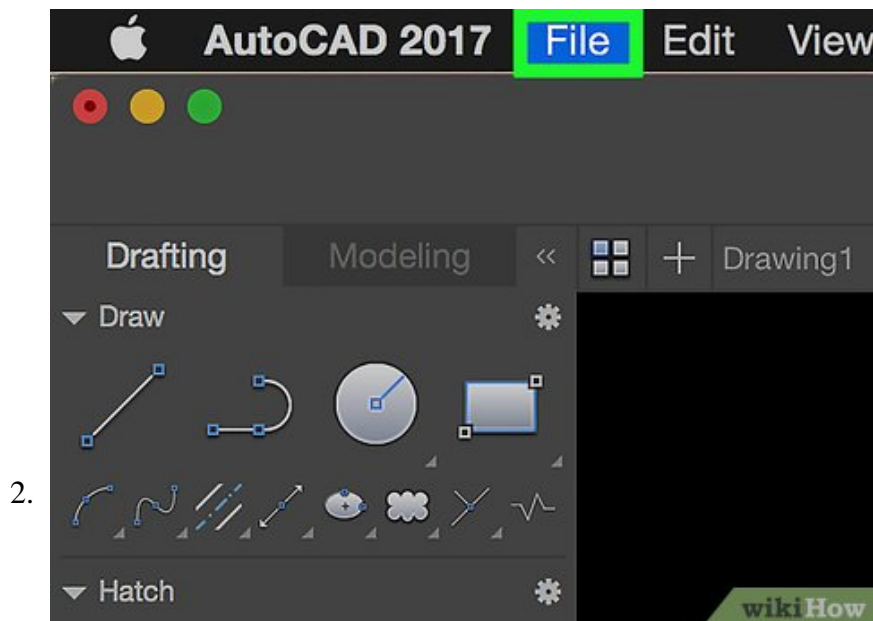 AutoCAD 2017 File Edit View
Drafting Modeling « + Drawing1
Draw
2.
Hatch
wikiHow